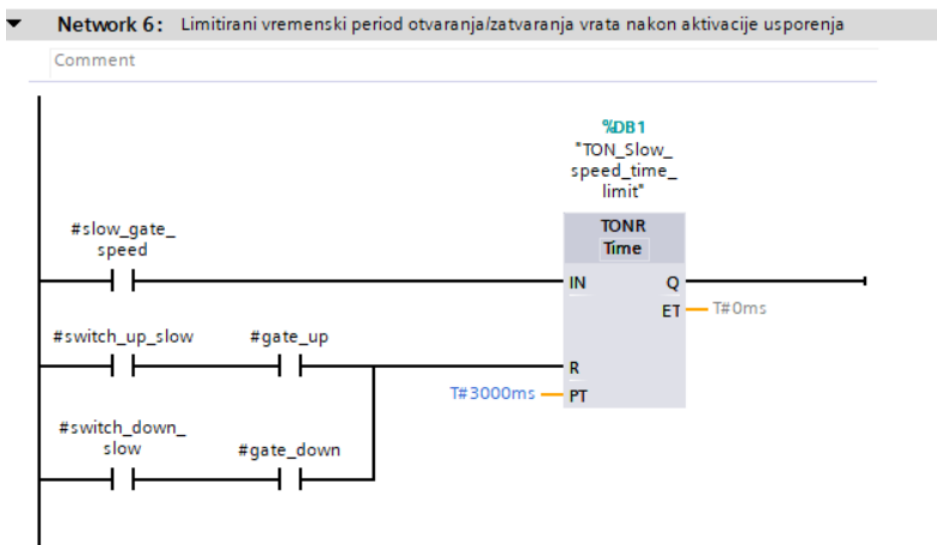 Network 6: Limitirani vremenski period otvaranja/zatvaranja vrata nakon aktivacije usporenja
Comment
%DB1
"TON_Slow_
speed_time_
limit"
#slow_gate_
speed
TONR
Time
IN
Q
ET
T#0ms
#switch_up_slow
#gate_up
R
T#3000ms
PT
#switch_down_
slow
#gate_down